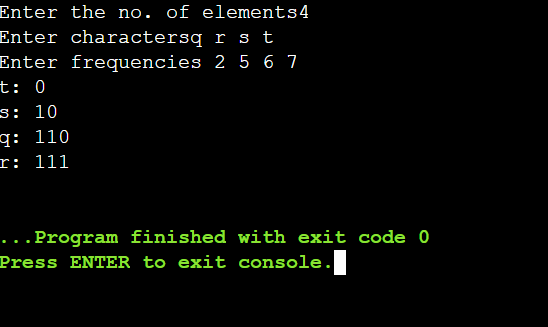 Enter the no. of elements4
Enter charactersq r s t
Enter frequencies 2 5 6 7
t: 0
s: 10
q: 110
r: 111
...Program finished with exit code 0
Press ENTER to exit console.